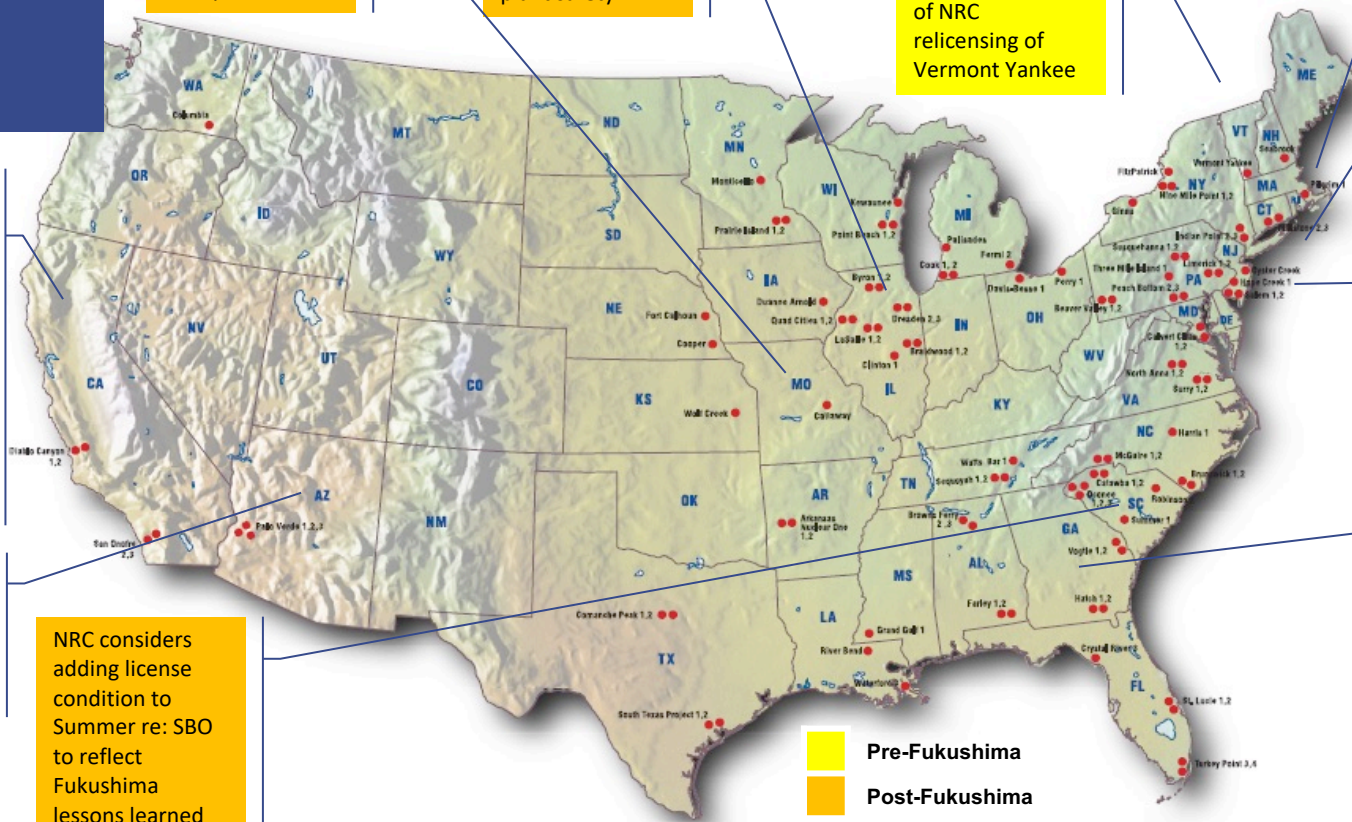 of NRC
relicensing of
Vermont Yankee
ME
WA
Columbia
MT
ND
MN
VT
NH
Seabrook
OR
Monticello
WI
FitzPatrick
NY
Vermont Yankee
MA
Pilgrim 1
Nine Mile Point 1,2
ID
Kewaunee
MI
Ginna
CT
SD
Prairie Island 1,2
Point Beach 1,2
Palisades
Fermi 2
Indian Point 2,3
Millstone 2,3
WY
Susquehanna 1,2
NJ
Cook 1, 2
Three Mile Island 1
Limerick 1,2
Oyster Creek
IA
Byron 1,2
Davis-Besse 1
Perry 1
PA
Hope Creek 1
Duane Arnold
Peach Bottom 2,3
Salem 1,2
NE
Fort Calhoun
Quad Cities 1,2
Dresden 2,3
IN
OH
Beaver Valley 1,2
MD
DE
NV
LaSalle 1,2
Calvert Cliffs
1,2
Cooper
Braidwood 1,2
UT
Clinton 1
WV
CA
CO
MO
North Anna 1,2
KS
IL
Surry 1,2
Wolf Creek
Callaway
KY
VA
NC
Harris 1
Diablo Canyon
1,2
Watts Bar 1
McGuire 1,2
Sequoyah 1,2
Catawba 1,2
Brunswick 1,2
TN
AZ
OK
AR
Oconee
Robinson
SC
NM
Palo Verde 1,2,3
Arkansas
Nuclear One
1,2
Browns Ferry
2,3
Summer 1
San Onofre
2,3
GA
Vogtle 1,2
MS
AL
Farley 1,2
Hatch 1,2
Comanche Peak 1,2
LA
Grand Gulf 1
River Bend
Crystal River 3
TX
Waterford 3
FL
St. Lucie 1,2
South Texas Project 1,2
Turkey Point 3,4
NRC considers
adding license
condition to
Summer re: SBO
to reflect
Fukushima
lessons learned
Pre-Fukushima
Post-Fukushima